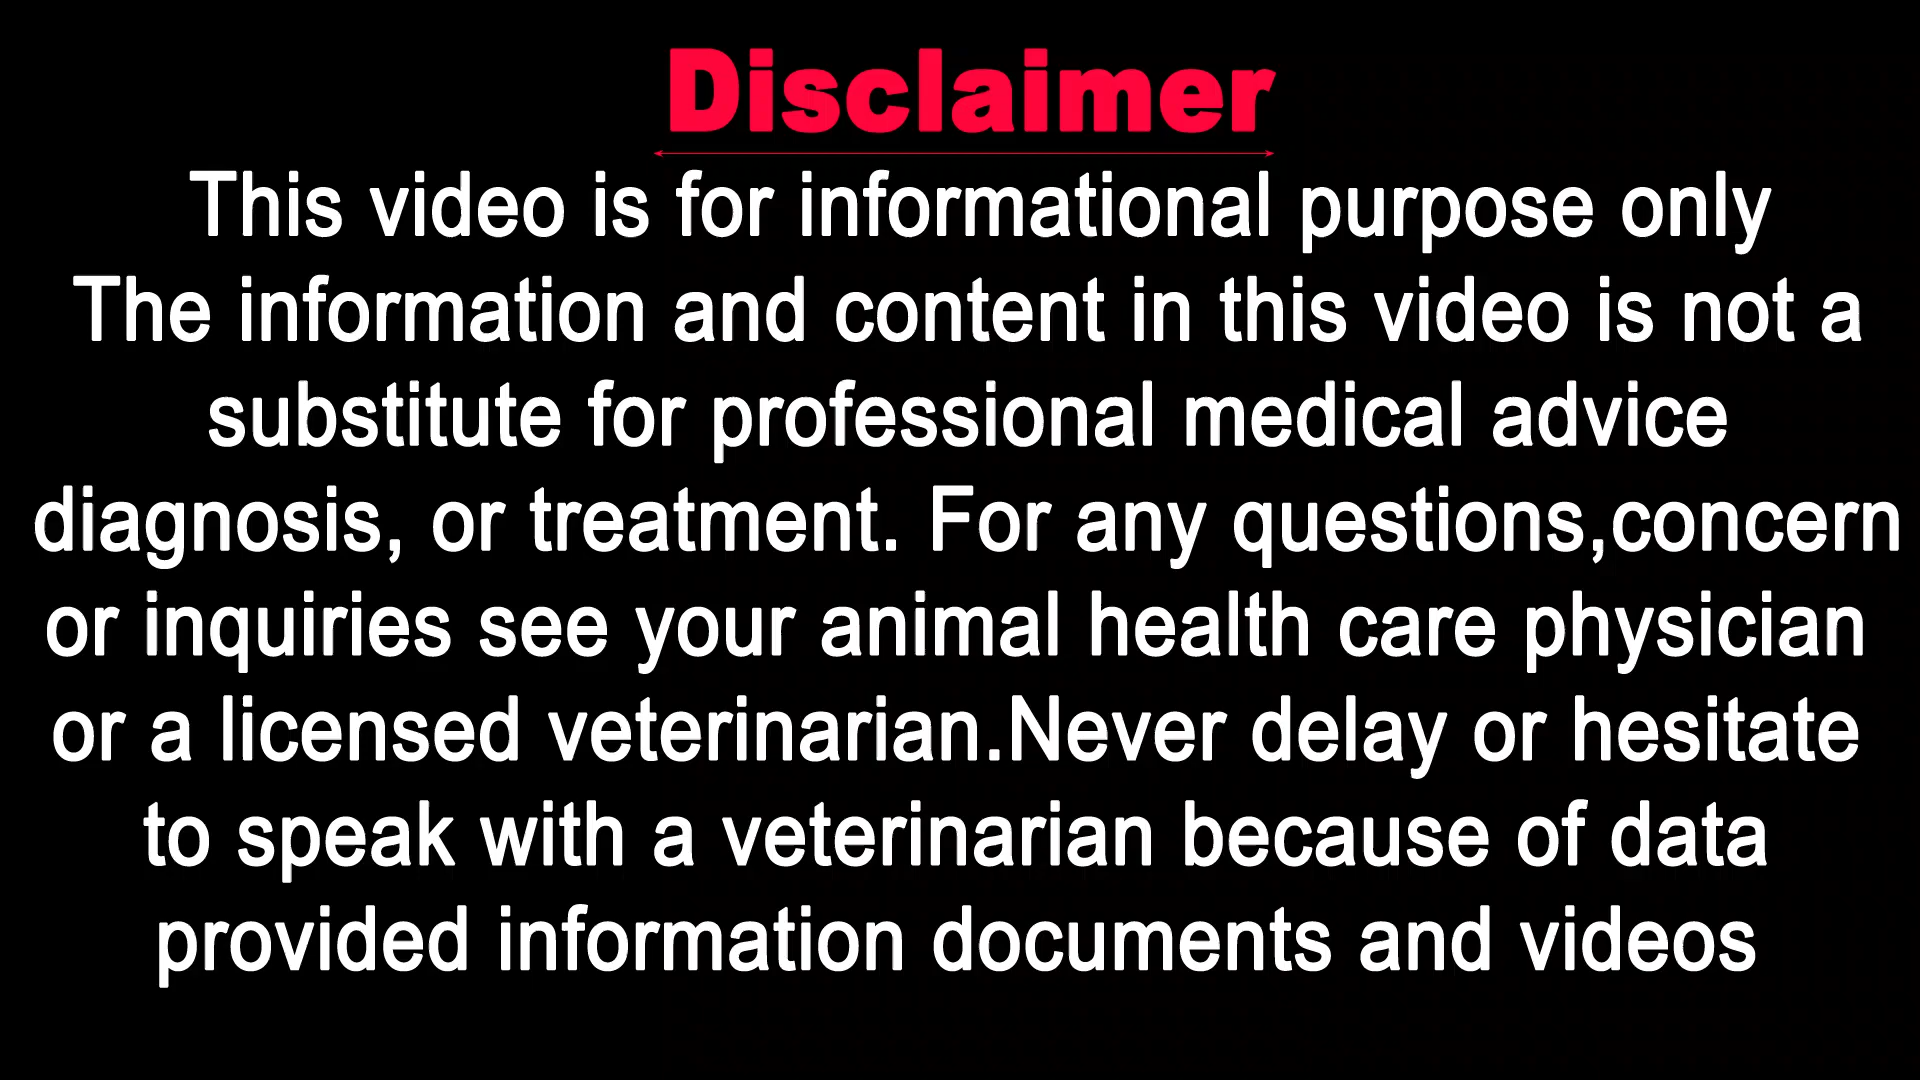 Disclaimer
This video is for informational purpose only
The information and content in this video is not a
substitute for professional medical advice
diagnosis, or treatment. For any questions,concern
or inquiries see your animal health care physician
or a licensed veterinarian.Never delay or hesitate
to speak with a veterinarian because of data
provided information documents and videos